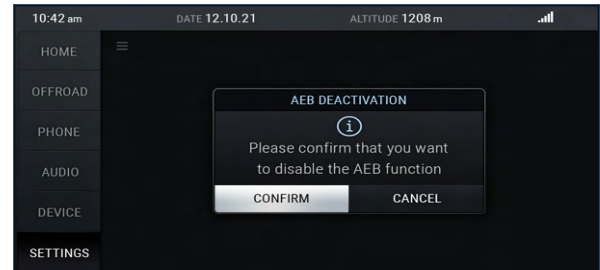 10:42 am DATE 12.10.21 ALTITUDE 1208 m
HOME
OFFROAD
PHONE
AUDIO
DEVICE
SETTINGS
AEB DEACTIVATION
Please confirm that you want
to disable the AEB function
CONFIRM CANCEL